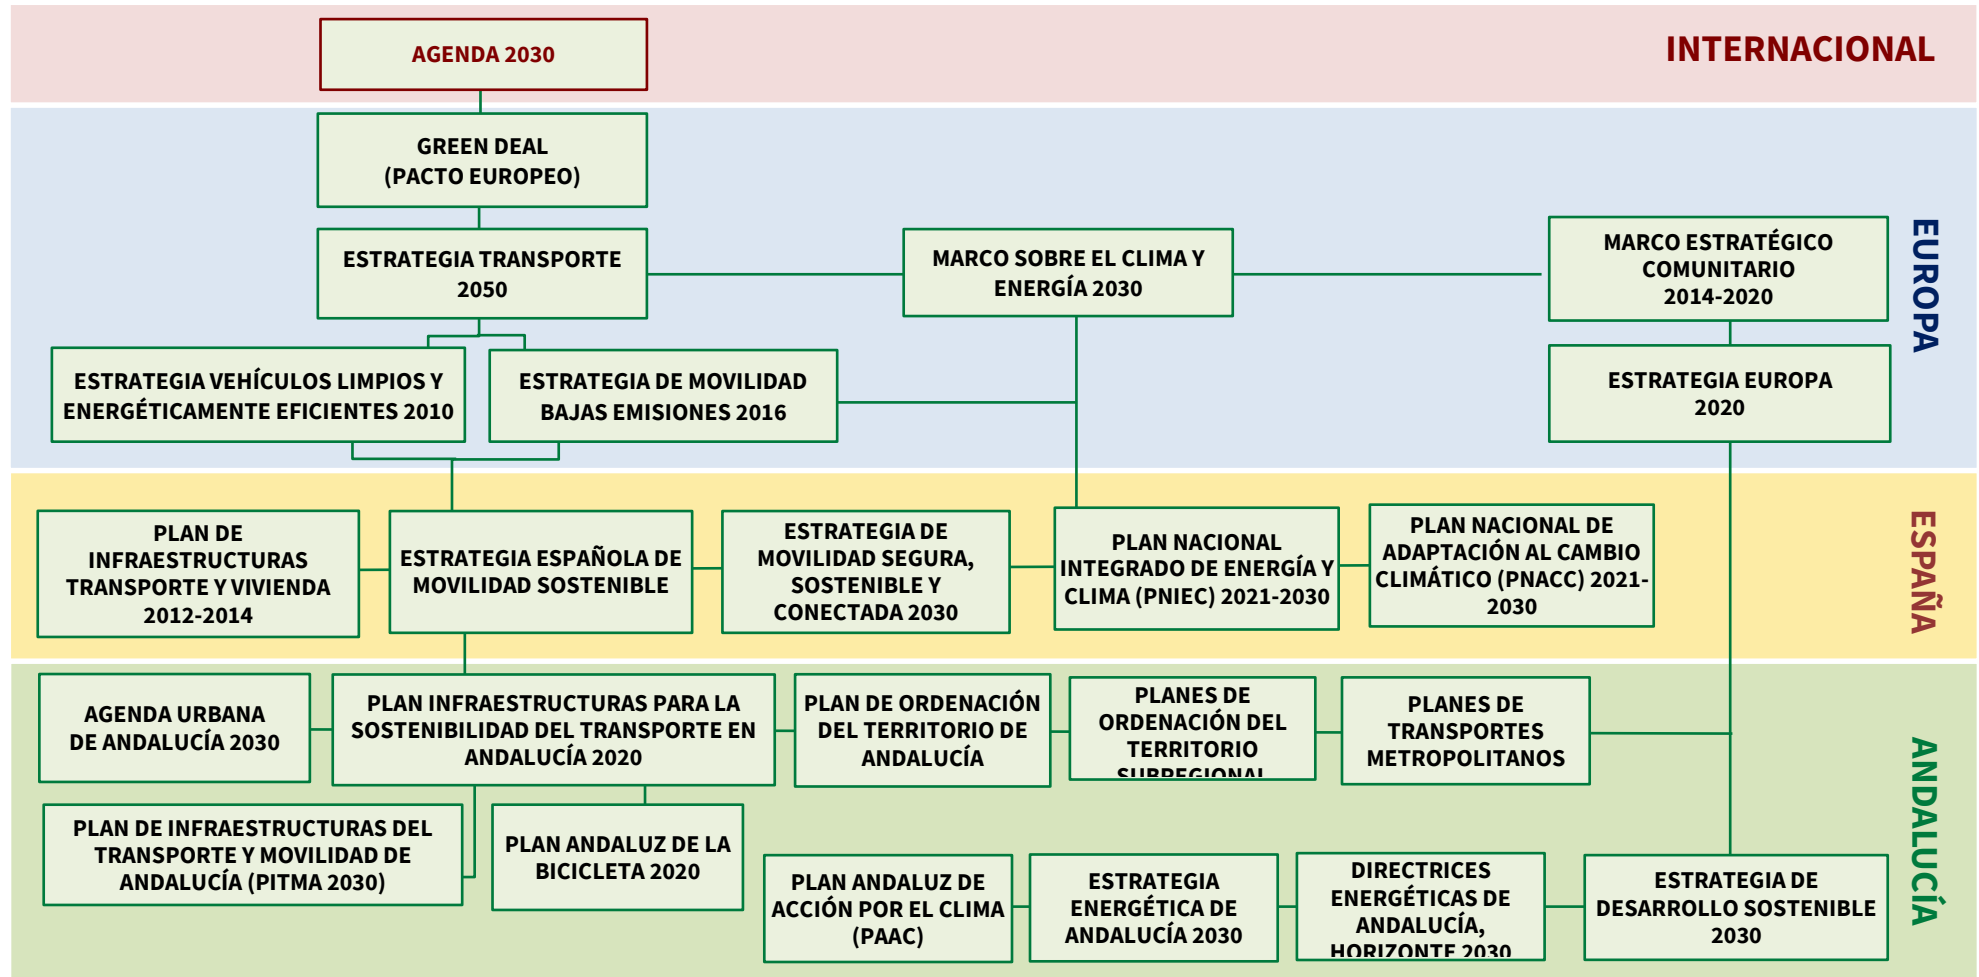 AGENDA 2030
INTERNACIONAL
GREEN DEAL
(PACTO EUROPEO)
ESTRATEGIA TRANSPORTE
2050
MARCO SOBRE EL CLIMA Y
ENERGÍA 2030
MARCO ESTRATÉGICO
COMUNITARIO
2014-2020
EUROPA
ESTRATEGIA VEHÍCULOS LIMPIOS Y
ENERGÉTICAMENTE EFICIENTES 2010
ESTRATEGIA DE MOVILIDAD
BAJAS EMISIONES 2016
ESTRATEGIA EUROPA
2020
PLAN DE
INFRAESTRUCTURAS
TRANSPORTE Y VIVIENDA
2012-2014
ESTRATEGIA ESPAÑOLA DE
MOVILIDAD SOSTENIBLE
ESTRATEGIA DE
MOVILIDAD SEGURA,
SOSTENIBLE Y
CONECTADA 2030
PLAN NACIONAL
INTEGRADO DE ENERGÍA Y
CLIMA (PNIEC) 2021-2030
PLAN NACIONAL DE
ADAPTACIÓN AL CAMBIO
CLIMÁTICO (PNACC) 2021-
2030
ESPAÑA
AGENDA URBANA
DE ANDALUCÍA 2030
PLAN INFRAESTRUCTURAS PARA LA
SOSTENIBILIDAD DEL TRANSPORTE EN
ANDALUCÍA 2020
PLAN DE ORDENACIÓN
DEL TERRITORIO DE
ANDALUCÍA
PLANES DE
ORDENACIÓN DEL
TERRITORIO
SUBREGIONAL
PLANES DE
TRANSPORTES
METROPOLITANOS
ANDALUCÍA
PLAN DE INFRAESTRUCTURAS DEL
TRANSPORTE Y MOVILIDAD DE
ANDALUCÍA (PITMA 2030)
PLAN ANDALUZ DE LA
BICICLETA 2020
PLAN ANDALUZ DE
ACCIÓN POR EL CLIMA
(PAAC)
ESTRATEGIA
ENERGÉTICA DE
ANDALUCÍA 2030
DIRECTRICES
ENERGÉTICAS DE
ANDALUCÍA,
HORIZONTE 2030
ESTRATEGIA DE
DESARROLLO SOSTENIBLE
2030